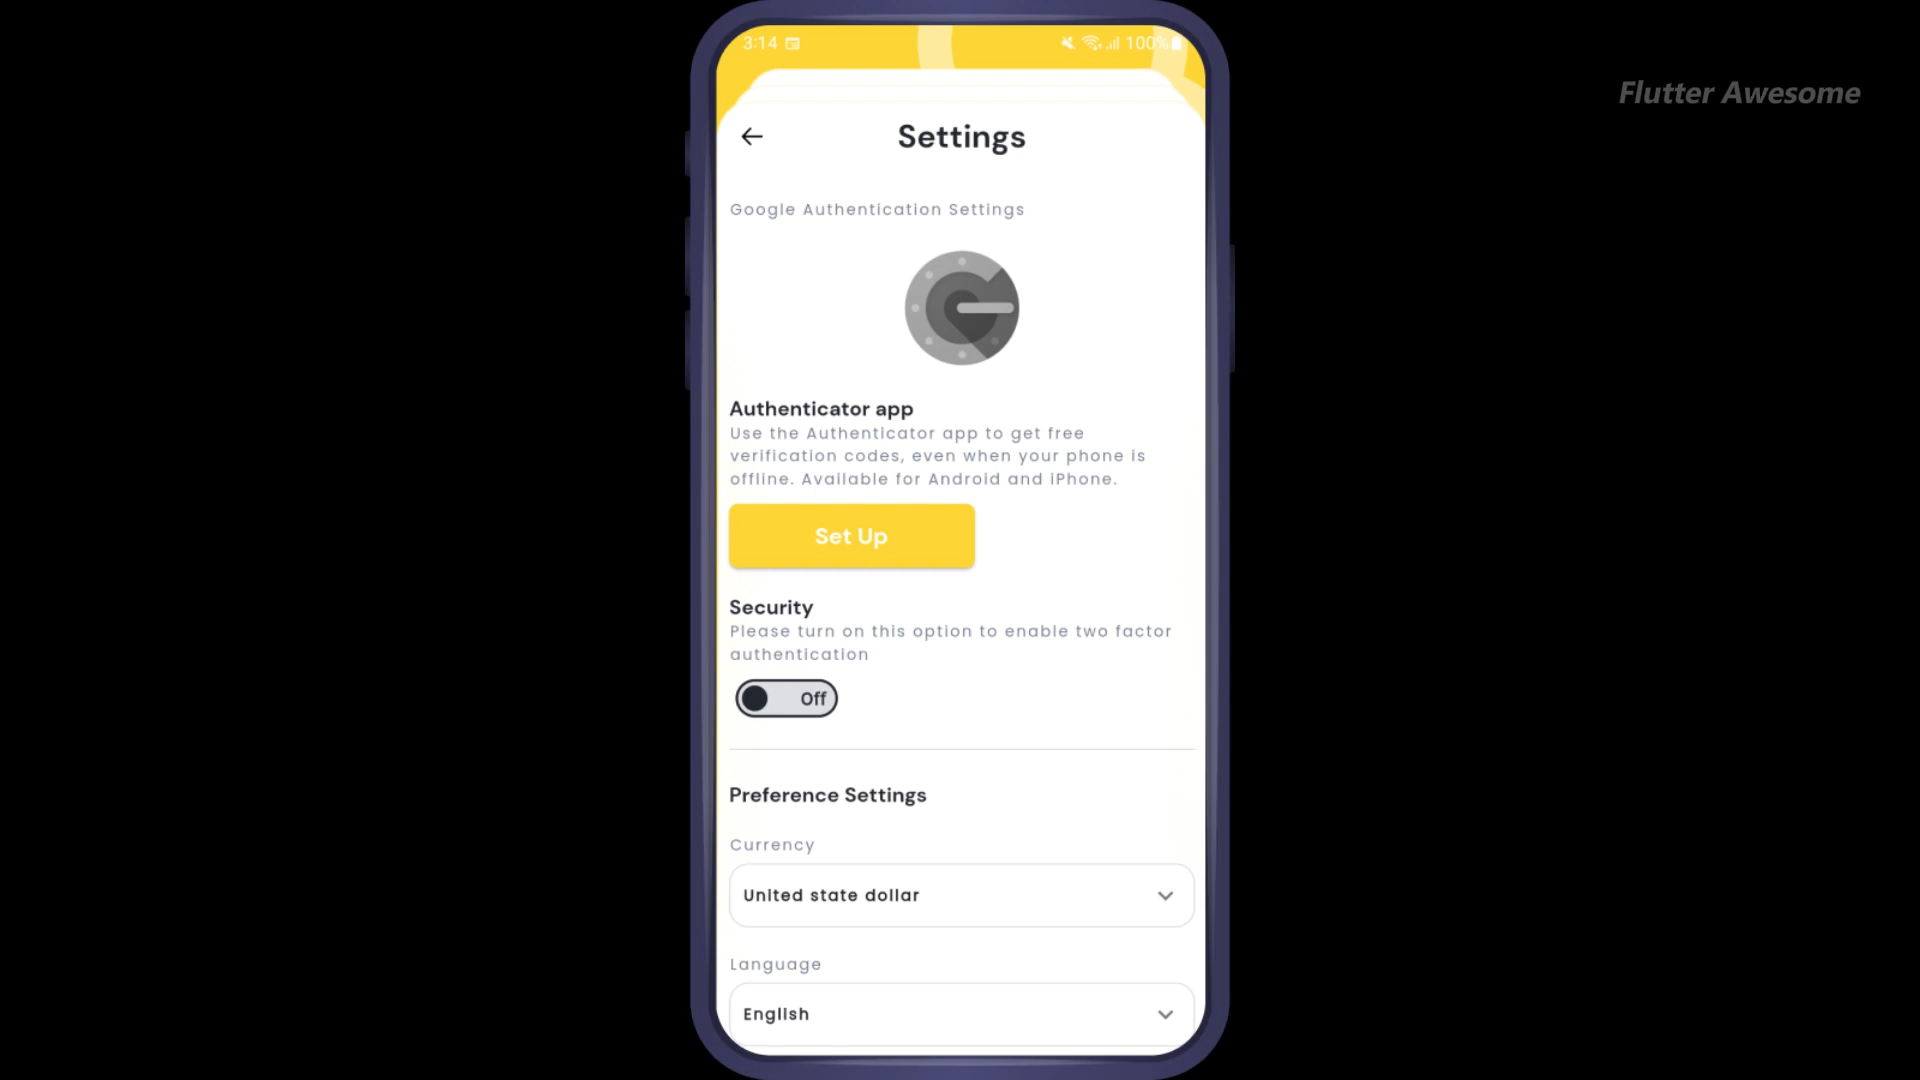 3:14
100%
Flutter Awesome
Settings
Google Authentication Settings
Authenticator app
Use the Authenticator app to get free
verification codes, even when your phone is
offline. Available for Android and iPhone.
Set Up
Security
Please turn on this option to enable two factor
authentication
Off
Preference Settings
Currency
United state dollar
Language
English